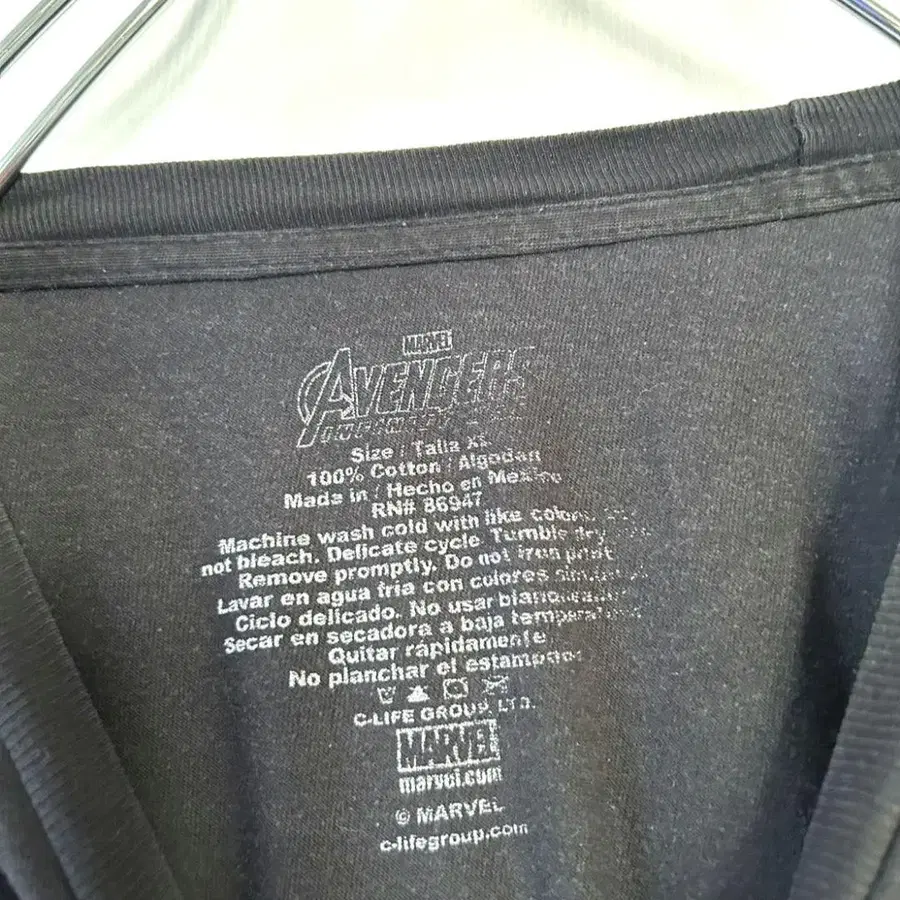 MARVEL
AVENGERS
INFINITY WAR
Size / Talla XL
100% Cotton / Algodan
Made in / Hecho en Mexico
RN# 86947
Machine wash cold with like colors.
not bleach. Delicate cycle. Tumble dry
Remove promptly. Do not iron print
Lavar en agua fria con colores
Ciclo delicado. No usar
Secar en secadora a baja
Quitar rápidamente
No planchar el estampado
C-LIFE GROUP, LTD.
MARVEL
marvel.com
© MARVEL
c-lifegroup.com